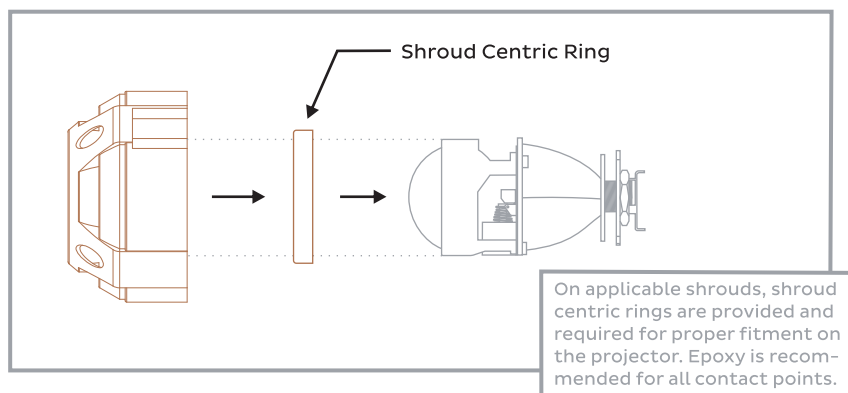 Shroud Centric Ring
On applicable shrouds, shroud
centric rings are provided and
required for proper fitment on
the projector. Epoxy is recom-
mended for all contact points.